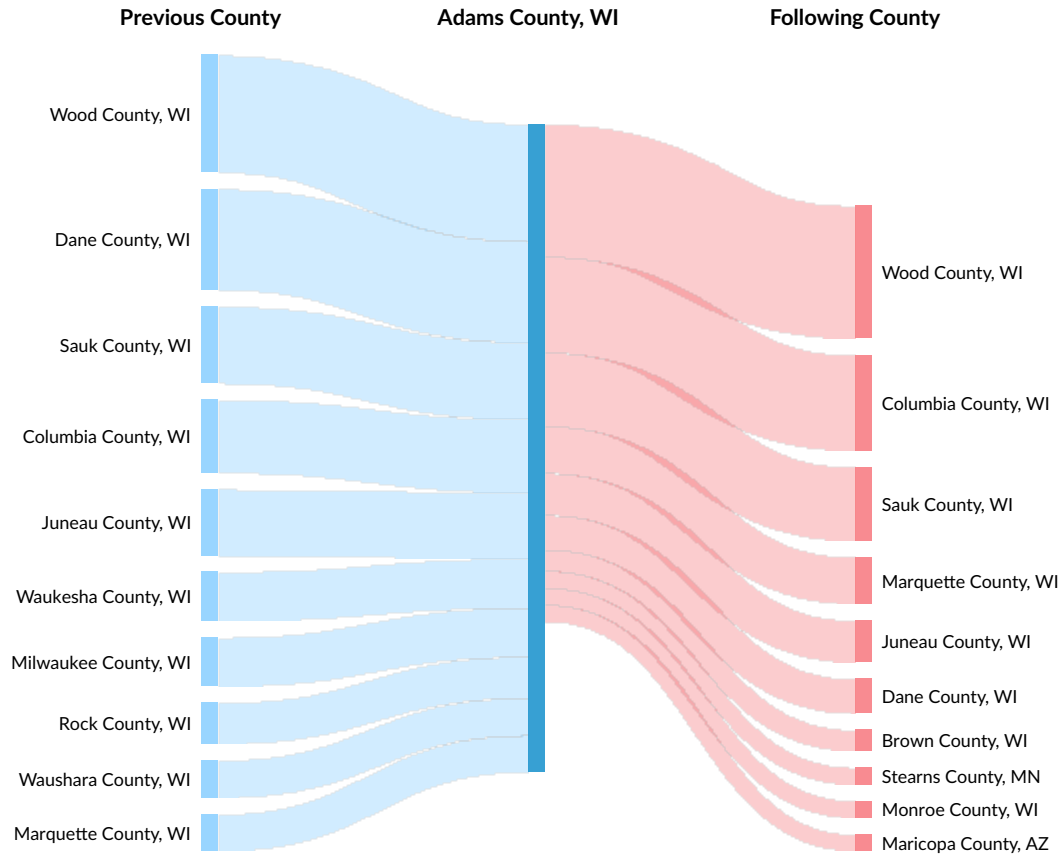 Previous County
Adams County, WI
Following County
Wood County, WI
Dane County, WI
Sauk County, WI
Columbia County, WI
Juneau County, WI
Waukesha County, WI
Milwaukee County, WI
Rock County, WI
Waushara County, WI
Marquette County, WI
Wood County, WI
Columbia County, WI
Sauk County, WI
Marquette County, WI
Juneau County, WI
Dane County, WI
Brown County, WI
Stearns County, MN
Monroe County, WI
Maricopa County, AZ